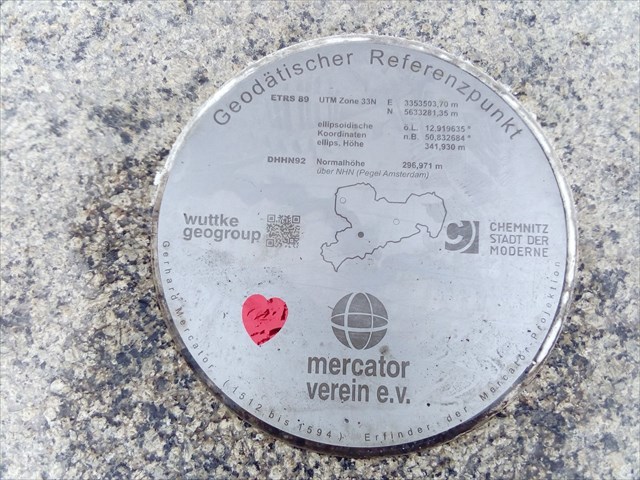 Geodätischer Referenzpunkt
ETRS 89 UTM Zone 33N E 3353503,70 m
N 5633281,35 m
ellipsoidische ö.L. 12,919635 °
Koordinaten n.B. 50,832684 °
ellips. Höhe 341,930 m
DHHN92 Normalhöhe 296,971 m
über NHN (Pegel Amsterdam)
wuttke
geogroup
CHEMNITZ
STADT DER
MODERNE
mercator
verein e.v.
Gerhard Mercator (1512 bis 1594) Erfinder der Mercatorprojektion